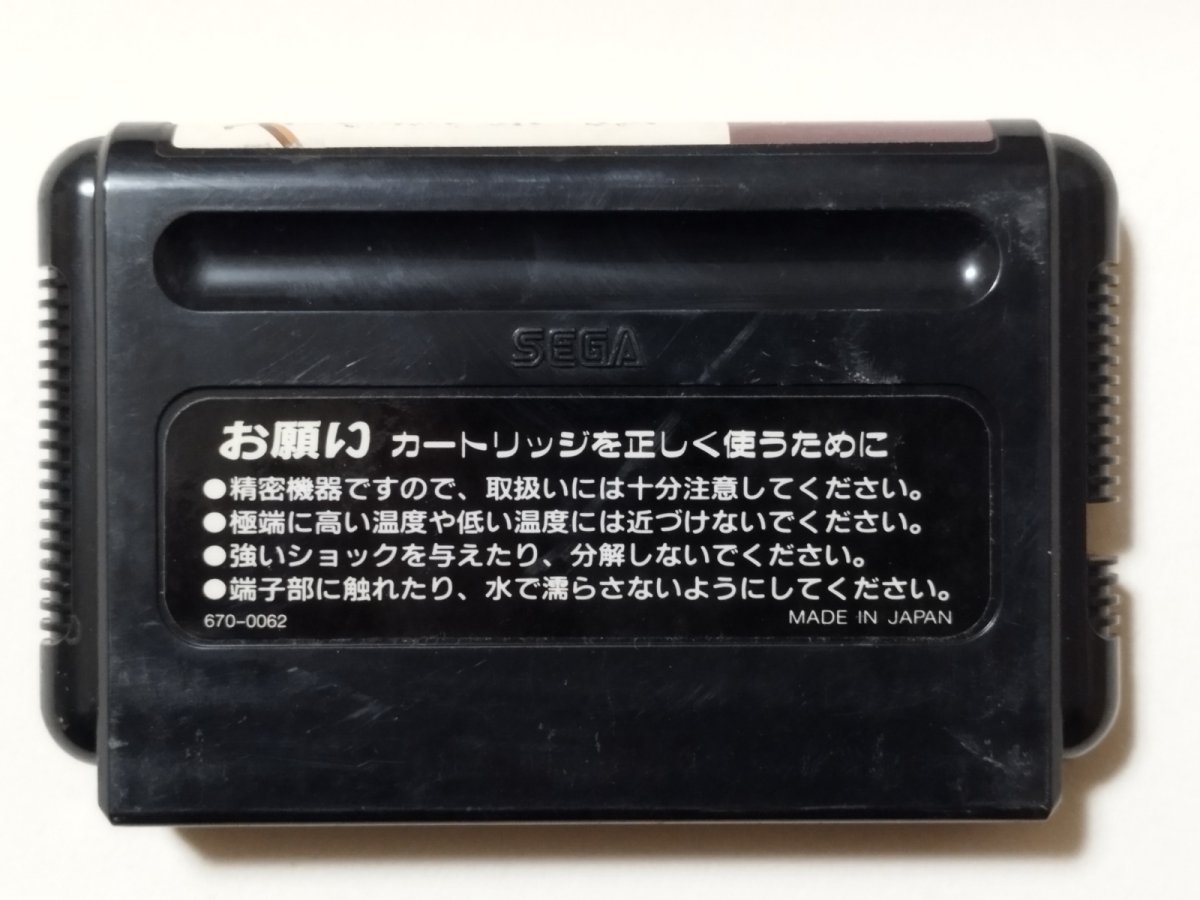 SEGA
お願い カートリッジを正しく使うために
●精密機器ですので、取扱いには十分注意してください。
●極端に高い温度や低い温度には近づけないでください。
●強いショックを与えたり、分解しないでください。
●端子部に触れたり、水で濡らさないようにしてください。
670-0062 MADE IN JAPAN